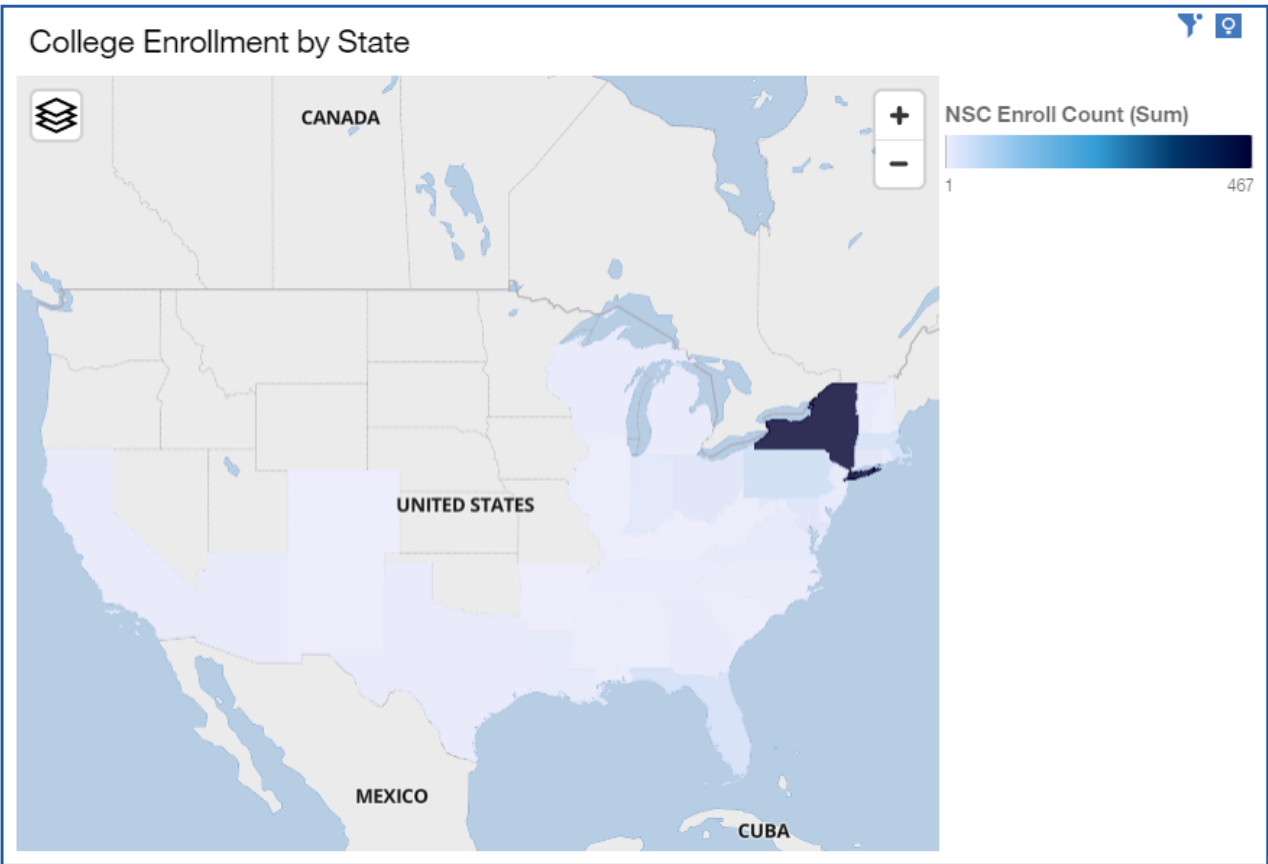 College Enrollment by State
CANADA
NSC Enroll Count (Sum)
1
467
UNITED STATES
MEXICO
CUBA